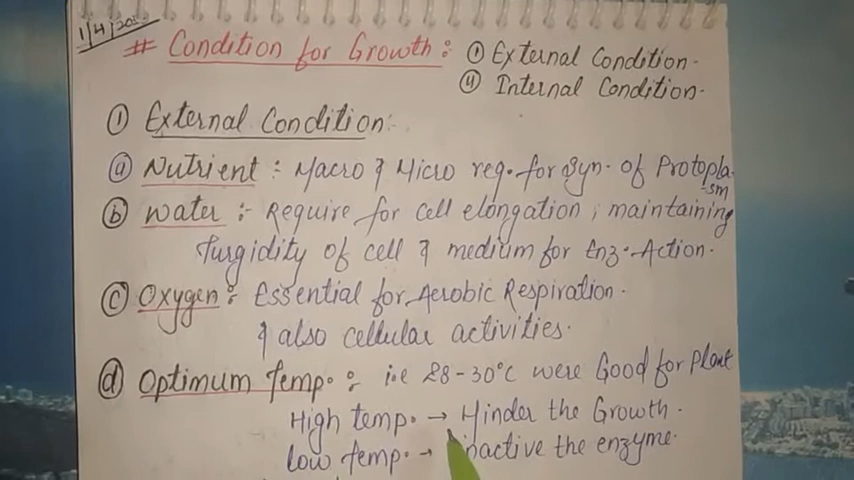 1/4/20
# Condition for Growth : ① External Condition.
② Internal Condition.
① External Condition :
ⓐ Nutrient : Macro & Micro req. for Syn. of Protopla-
-sm
ⓑ Water :- Require for cell elongation ; maintaining
Turgidity of cell & medium for Enz. Action.
ⓒ Oxygen : Essential for Aerobic Respiration.
& also cellular activities.
ⓓ Optimum Temp. : i.e 28-30°C were Good for Plant
High temp. → Hinder the Growth.
Low temp. → Inactive the enzyme.